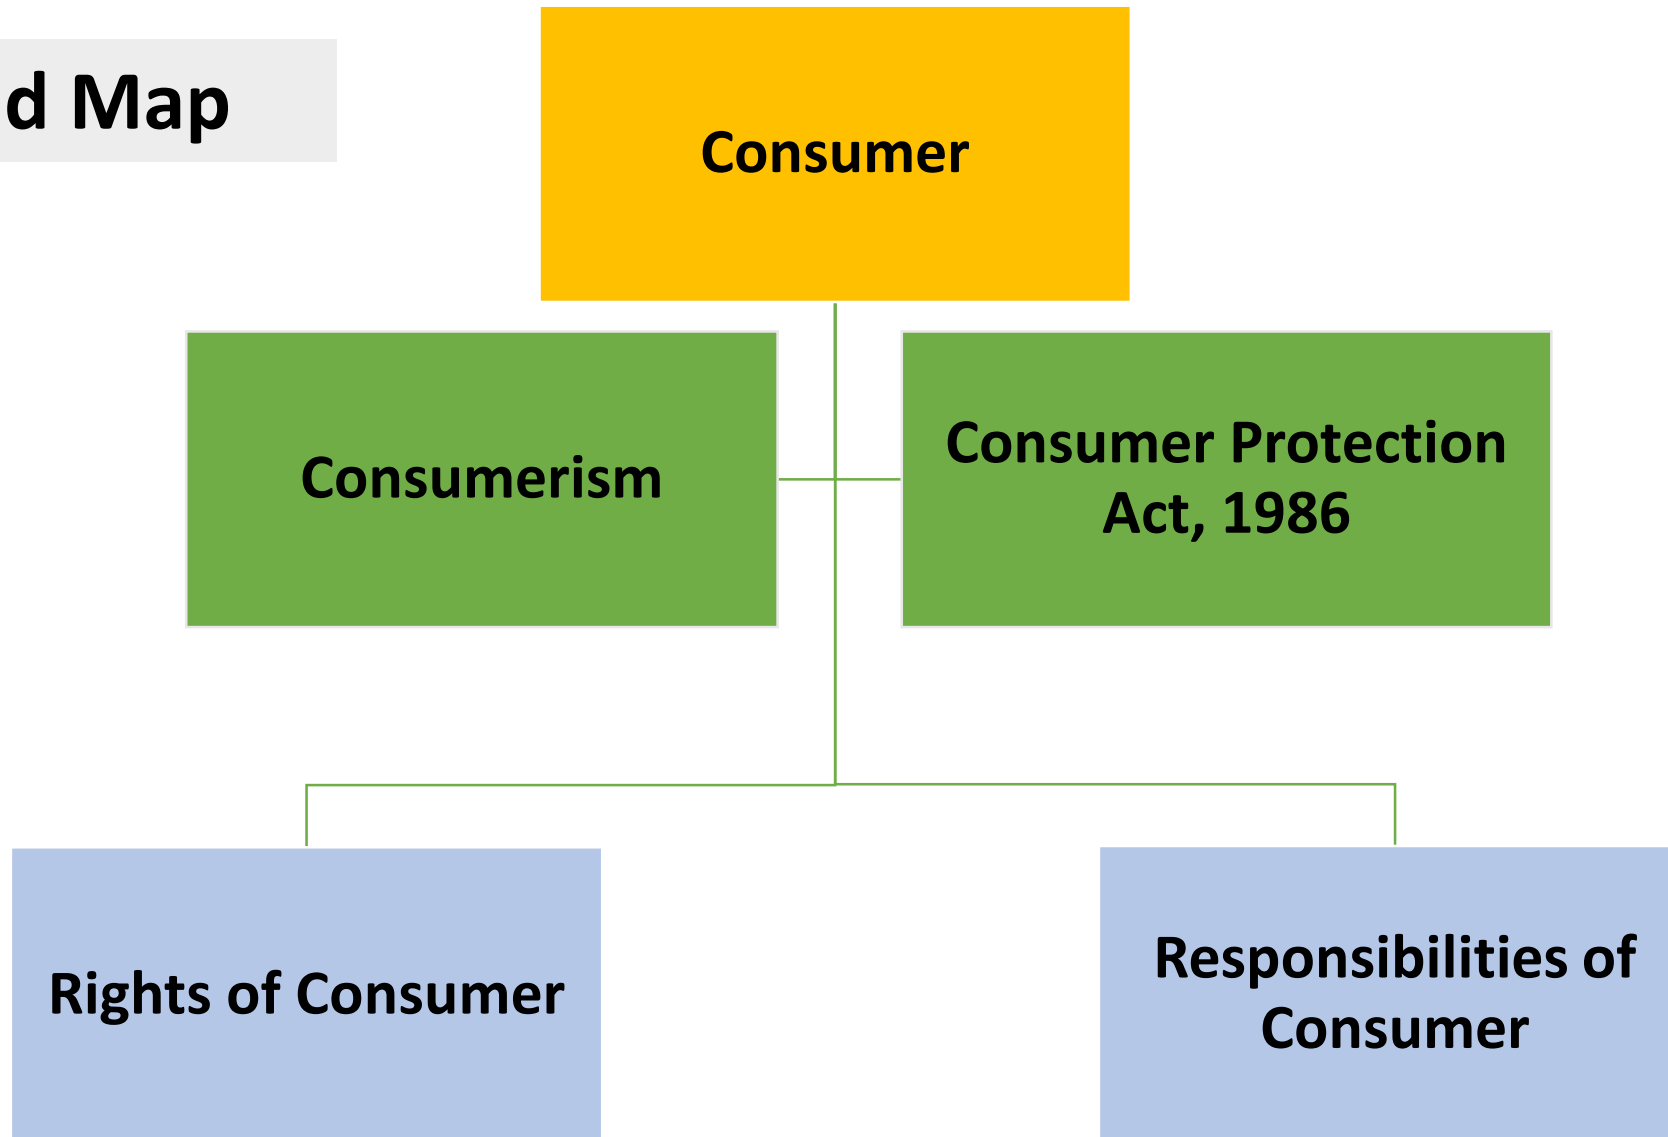 d Map
Consumer
Consumerism
Consumer Protection
Act, 1986
Rights of Consumer
Responsibilities of
Consumer